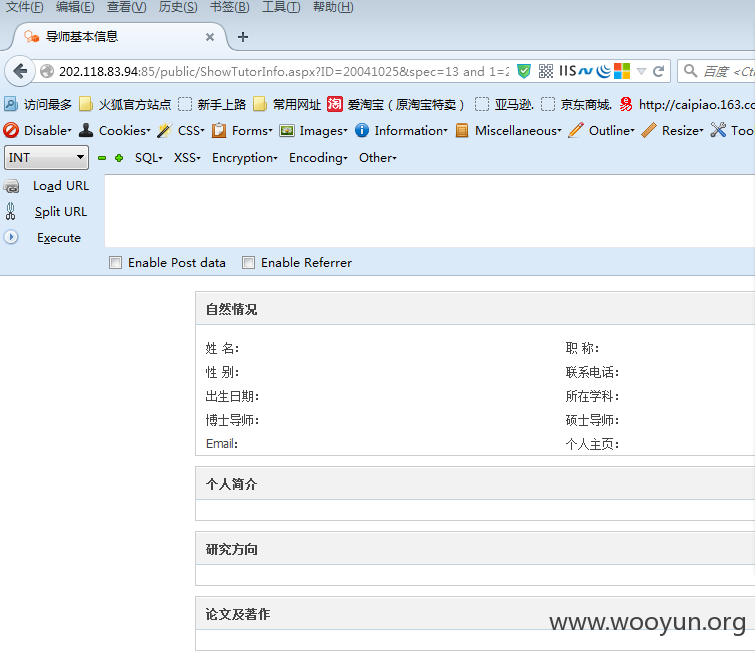 文件(F) 编辑(E) 查看(V) 历史(S) 书签(B) 工具(T) 帮助(H)
导师基本信息 × +
202.118.83.94:85/public/ShowTutorInfo.aspx?ID=20041025&spec=13 and 1=2 IIS 百度 <Ct
访问最多 火狐官方站点 新手上路 常用网址 淘 爱淘宝（原淘宝特卖） 亚马逊. 京东商城. http://caipiao.163.co
Disable Cookies CSS Forms Images Information Miscellaneous Outline Resize Too
INT SQL XSS Encryption Encoding Other
Load URL
Split URL
Execute
Enable Post data Enable Referrer
自然情况
姓 名: 职 称:
性 别: 联系电话:
出生日期: 所在学科:
博士导师: 硕士导师:
Email: 个人主页:
个人简介
研究方向
论文及著作
www.wooyun.org